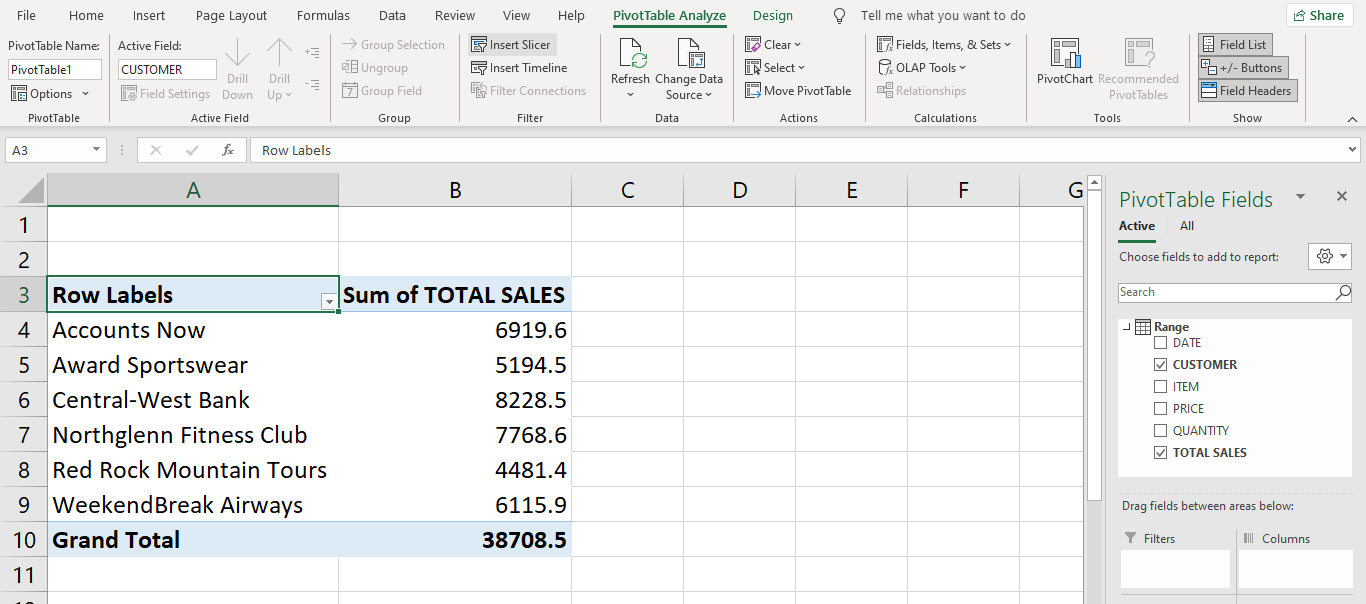 File Home Insert Page Layout Formulas Data Review View Help PivotTable Analyze Design Tell me what you want to do Share
PivotTable Name: Active Field: Group Selection Insert Slicer Clear Fields, Items, & Sets Field List
PivotTable1 CUSTOMER Drill Down Drill Up Ungroup Insert Timeline Refresh Change Data Source Select OLAP Tools PivotChart Recommended PivotTables +/- Buttons
Options Field Settings Group Field Filter Connections Move PivotTable Relationships Field Headers
PivotTable Active Field Group Filter Data Actions Calculations Tools Show
A3 fx Row Labels
A B C D E F G
1
2
3 Row Labels Sum of TOTAL SALES
4 Accounts Now 6919.6
5 Award Sportswear 5194.5
6 Central-West Bank 8228.5
7 Northglenn Fitness Club 7768.6
8 Red Rock Mountain Tours 4481.4
9 WeekendBreak Airways 6115.9
10 Grand Total 38708.5
11
PivotTable Fields
Active All
Choose fields to add to report:
Search
Range
DATE
CUSTOMER
ITEM
PRICE
QUANTITY
TOTAL SALES
Drag fields between areas below:
Filters Columns